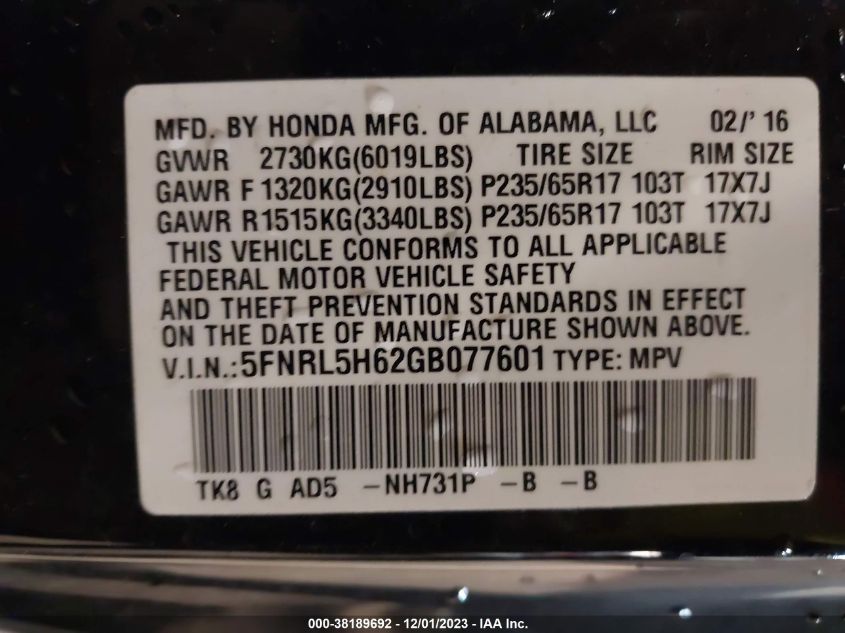 MFD. BY HONDA MFG. OF ALABAMA, LLC 02/' 16
GVWR 2730KG(6019LBS) TIRE SIZE RIM SIZE
GAWR F 1320KG(2910LBS) P235/65R17 103T 17X7J
GAWR R1515KG(3340LBS) P235/65R17 103T 17X7J
THIS VEHICLE CONFORMS TO ALL APPLICABLE
FEDERAL MOTOR VEHICLE SAFETY
AND THEFT PREVENTION STANDARDS IN EFFECT
ON THE DATE OF MANUFACTURE SHOWN ABOVE.
V.I.N.:5FNRL5H62GB077601 TYPE: MPV
TK8 G AD5 -NH731P -B -B
000-38189692 - 12/01/2023 - IAA Inc.